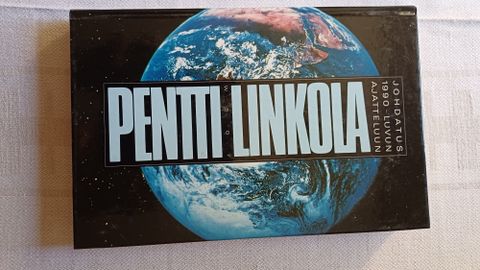 PENTTI LINKOLA
JOHDATUS
1990-LUVUN
AJATTELUUN